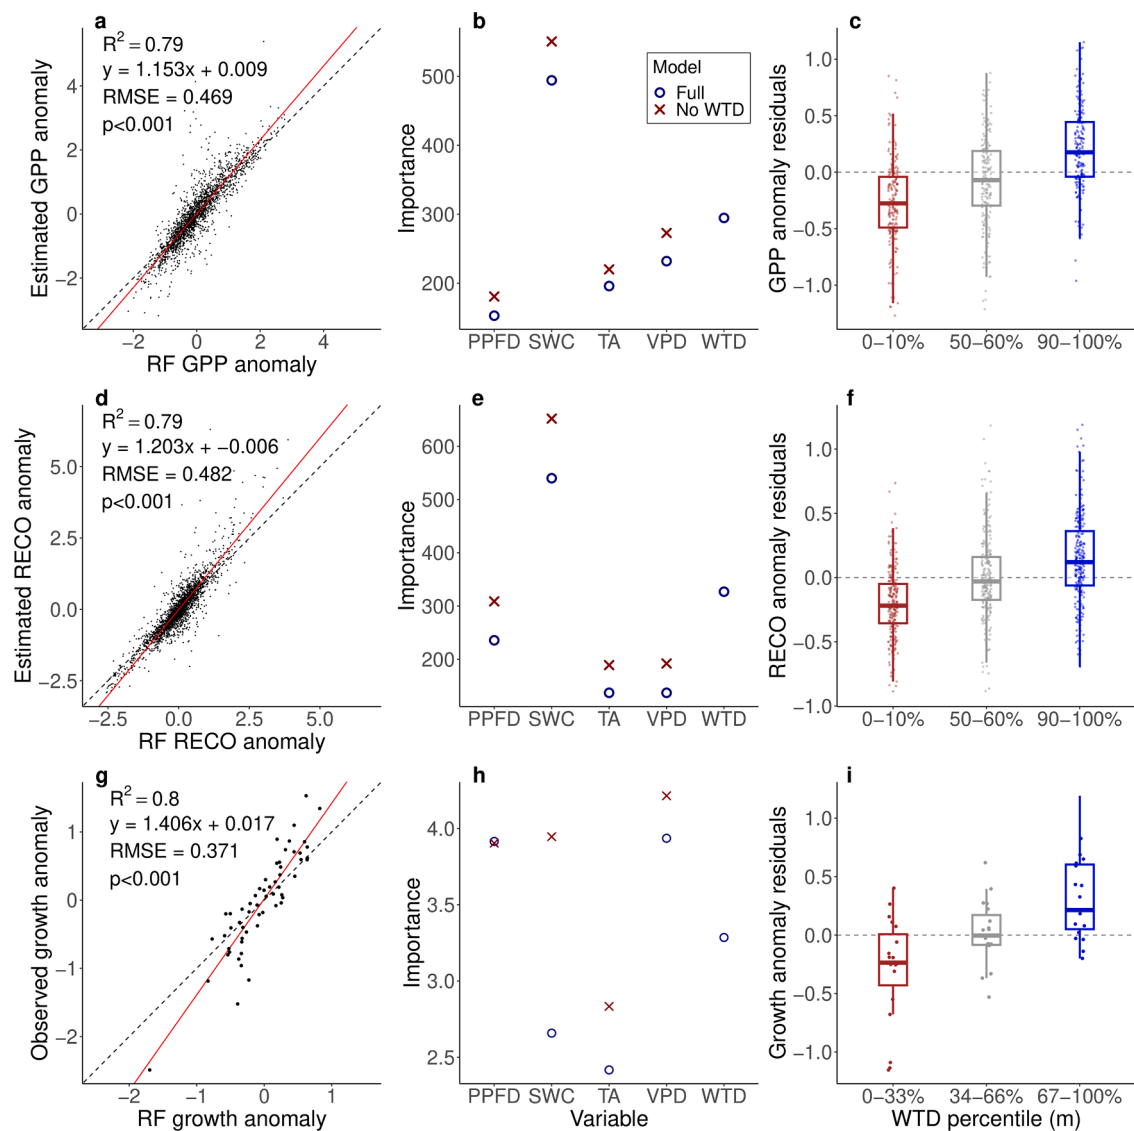 a
R2 = 0.79
y = 1.153x + 0.009
RMSE = 0.469
p<0.001
Estimated GPP anomaly
4
2
0
−2
−2 0 2 4
RF GPP anomaly
b
Importance
500
400
300
200
Model
Full
No WTD
PPFD SWC TA VPD WTD
c
GPP anomaly residuals
1.0
0.5
0.0
−0.5
−1.0
0−10% 50−60% 90−100%
d
R2 = 0.79
y = 1.203x + −0.006
RMSE = 0.482
p<0.001
Estimated RECO anomaly
5.0
2.5
0.0
−2.5
−2.5 0.0 2.5 5.0
RF RECO anomaly
e
Importance
600
500
400
300
200
PPFD SWC TA VPD WTD
f
RECO anomaly residuals
1.0
0.5
0.0
−0.5
−1.0
0−10% 50−60% 90−100%
g
R2 = 0.8
y = 1.406x + 0.017
RMSE = 0.371
p<0.001
Observed growth anomaly
1
0
−1
−2
−2 −1 0 1
RF growth anomaly
h
Importance
4.0
3.5
3.0
2.5
PPFD SWC TA VPD WTD
Variable
i
Growth anomaly residuals
1.0
0.5
0.0
−0.5
−1.0
0−33% 34−66% 67−100%
WTD percentile (m)